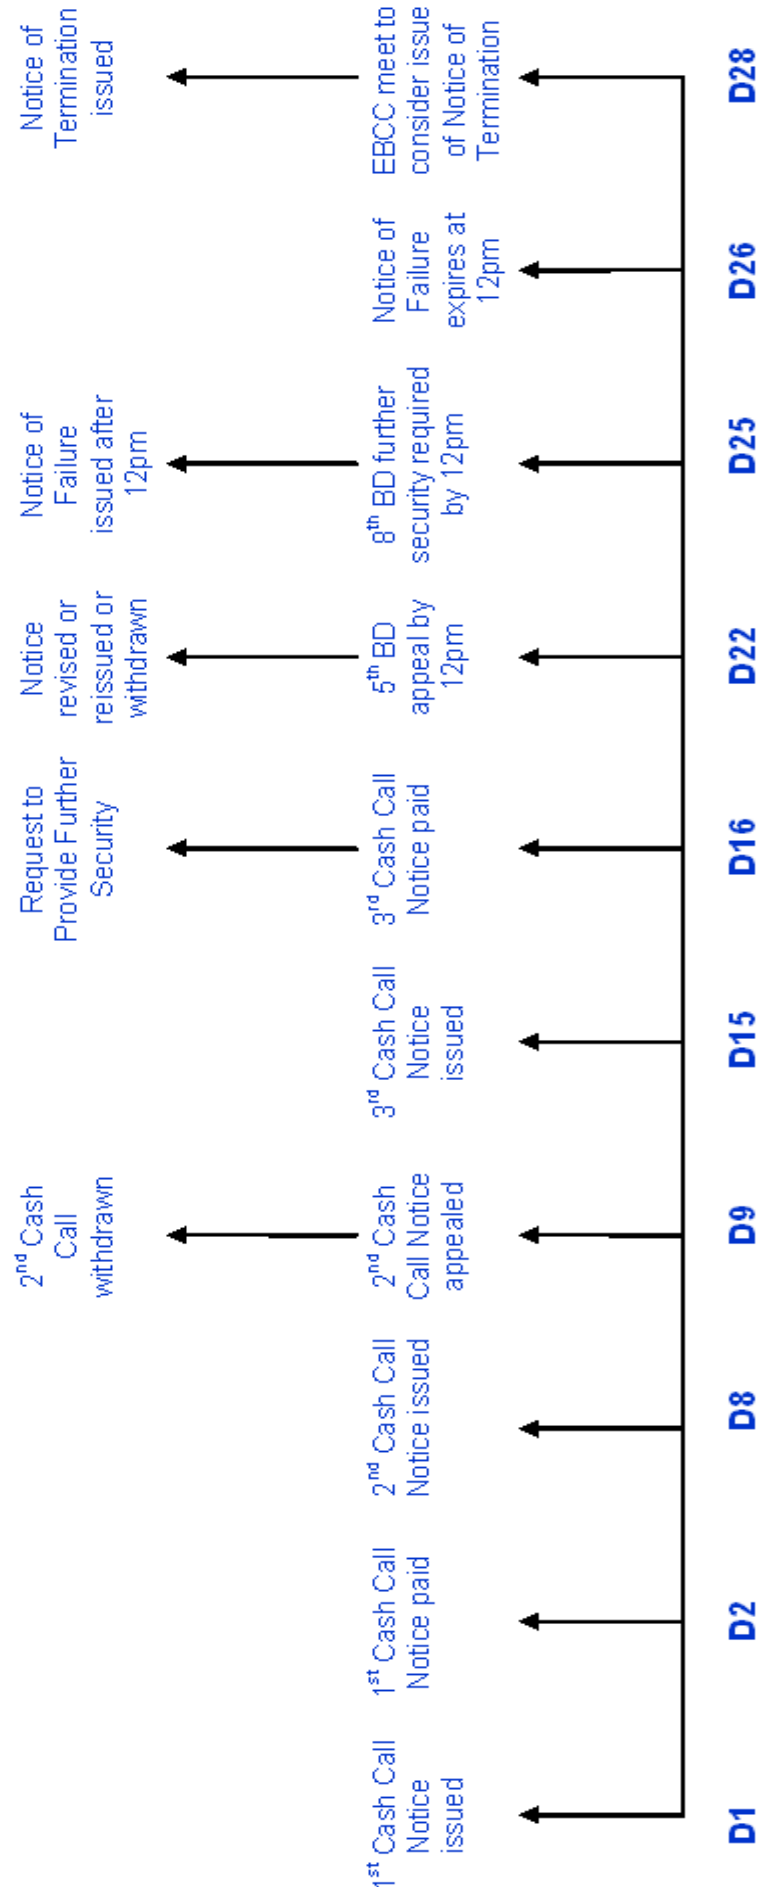 2nd Cash
Call
withdrawn
Request to
Provide Further
Security
Notice
revised or
reissued or
withdrawn
Notice of
Failure
issued after
12pm
Notice of
Termination
issued
1st Cash Call
Notice
issued
1st Cash Call
Notice paid
2nd Cash Call
Notice issued
2nd Cash
Call Notice
appealed
3rd Cash Call
Notice
issued
3rd Cash Call
Notice paid
5th BD
appeal by
12pm
8th BD further
security required
by 12pm
Notice of
Failure
expires at
12pm
EBCC meet to
consider issue
of Notice of
Termination
D1
D2
D8
D9
D15
D16
D22
D25
D26
D28